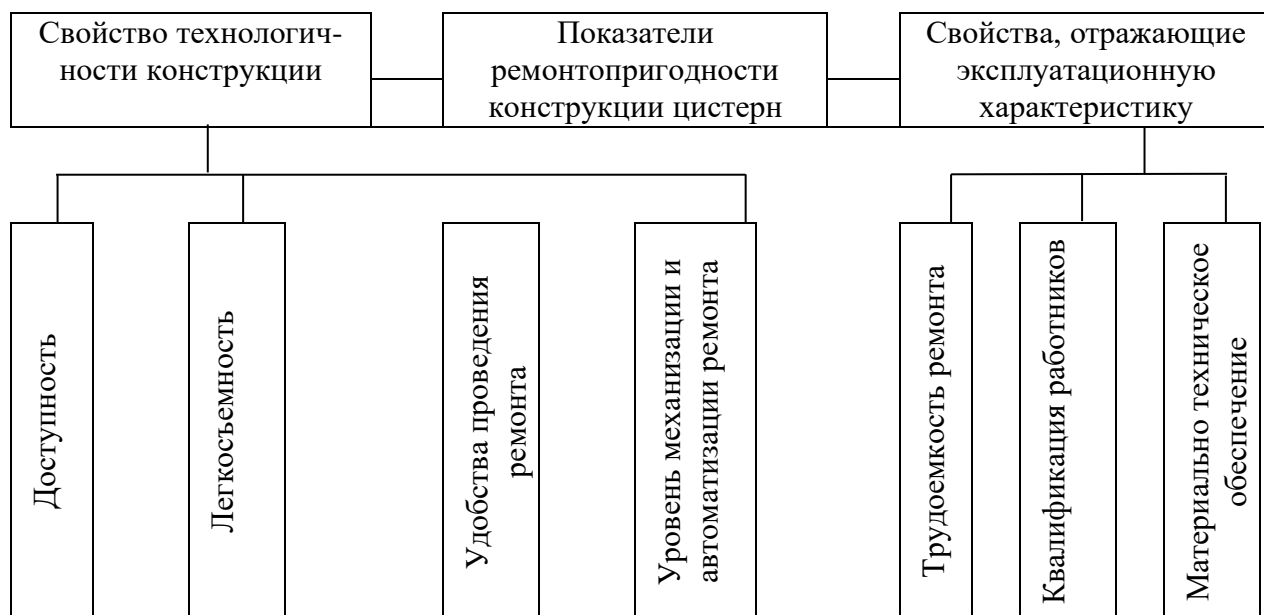 Свойство технологич-
ности конструкции
Показатели
ремонтопригодности
конструкции цистерн
Свойства, отражающие
эксплуатационную
характеристику
Доступность
Легкосъемность
Удобства проведения
ремонта
Уровень механизации и
автоматизации ремонта
Трудоемкость ремонта
Квалификация работников
Материально техническое
обеспечение